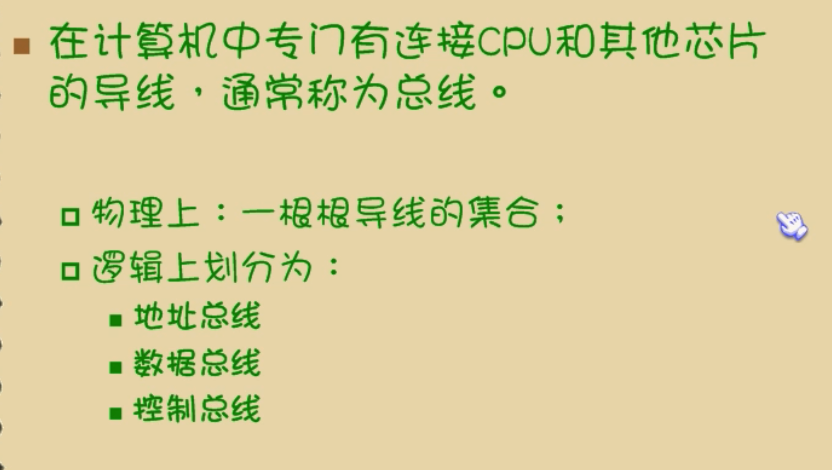 在计算机中专门有连接CPU和其他芯片
的导线，通常称为总线。
物理上：一根根导线的集合；
逻辑上划分为：
地址总线
数据总线
控制总线